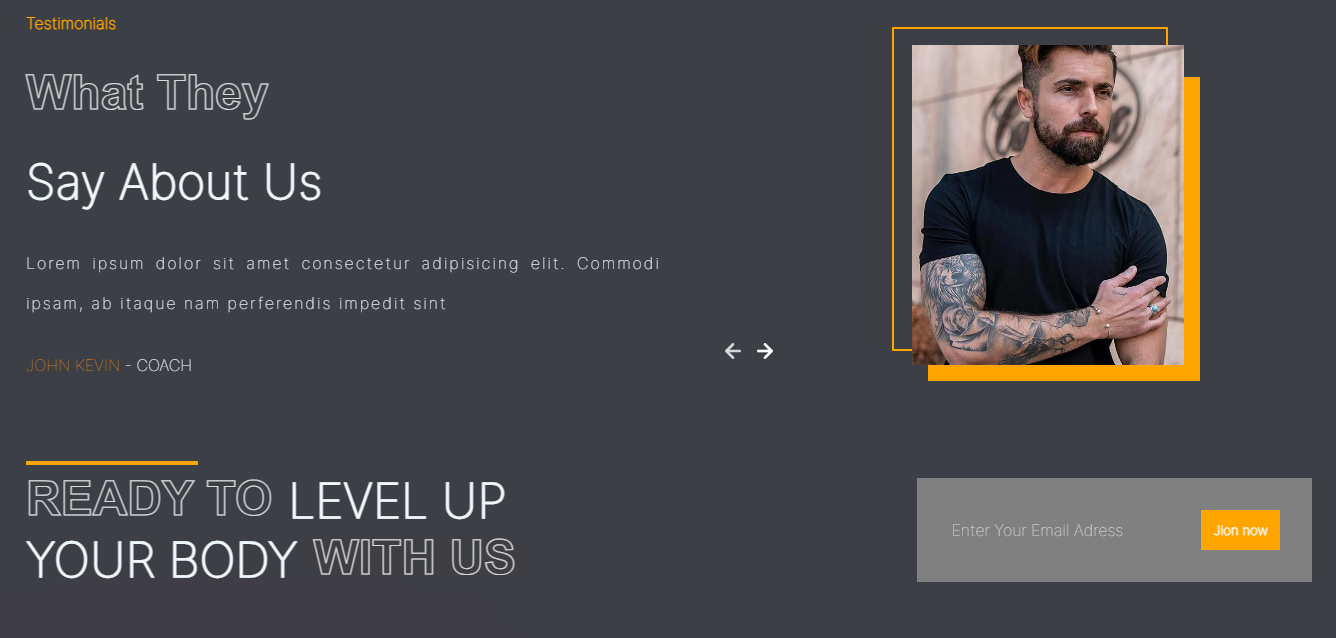 Testimonials
What They
Say About Us
Lorem ipsum dolor sit amet consectetur adipisicing elit. Commodi
ipsam, ab itaque nam perferendis impedit sint
JOHN KEVIN - COACH
READY TO LEVEL UP
YOUR BODY WITH US
Enter Your Email Adress
Jion now